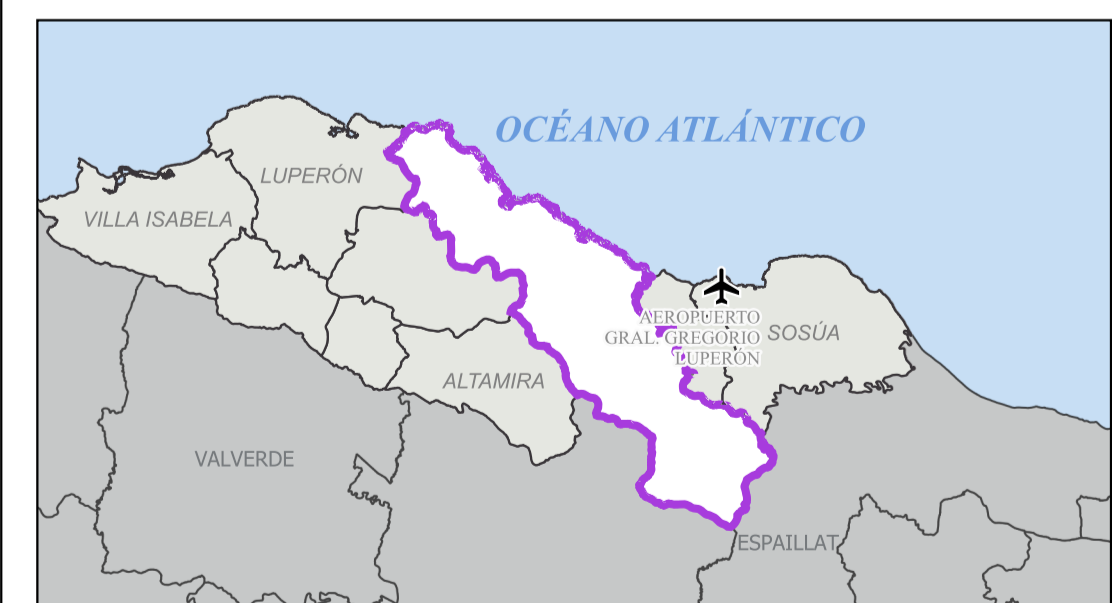 OCÉANO ATLÁNTICO
LUPERÓN
VILLA ISABELA
AEROPUERTO
GRAL. GREGORIO
LUPERÓN
SOSÚA
ALTAMIRA
VALVERDE
ESPAILLAT